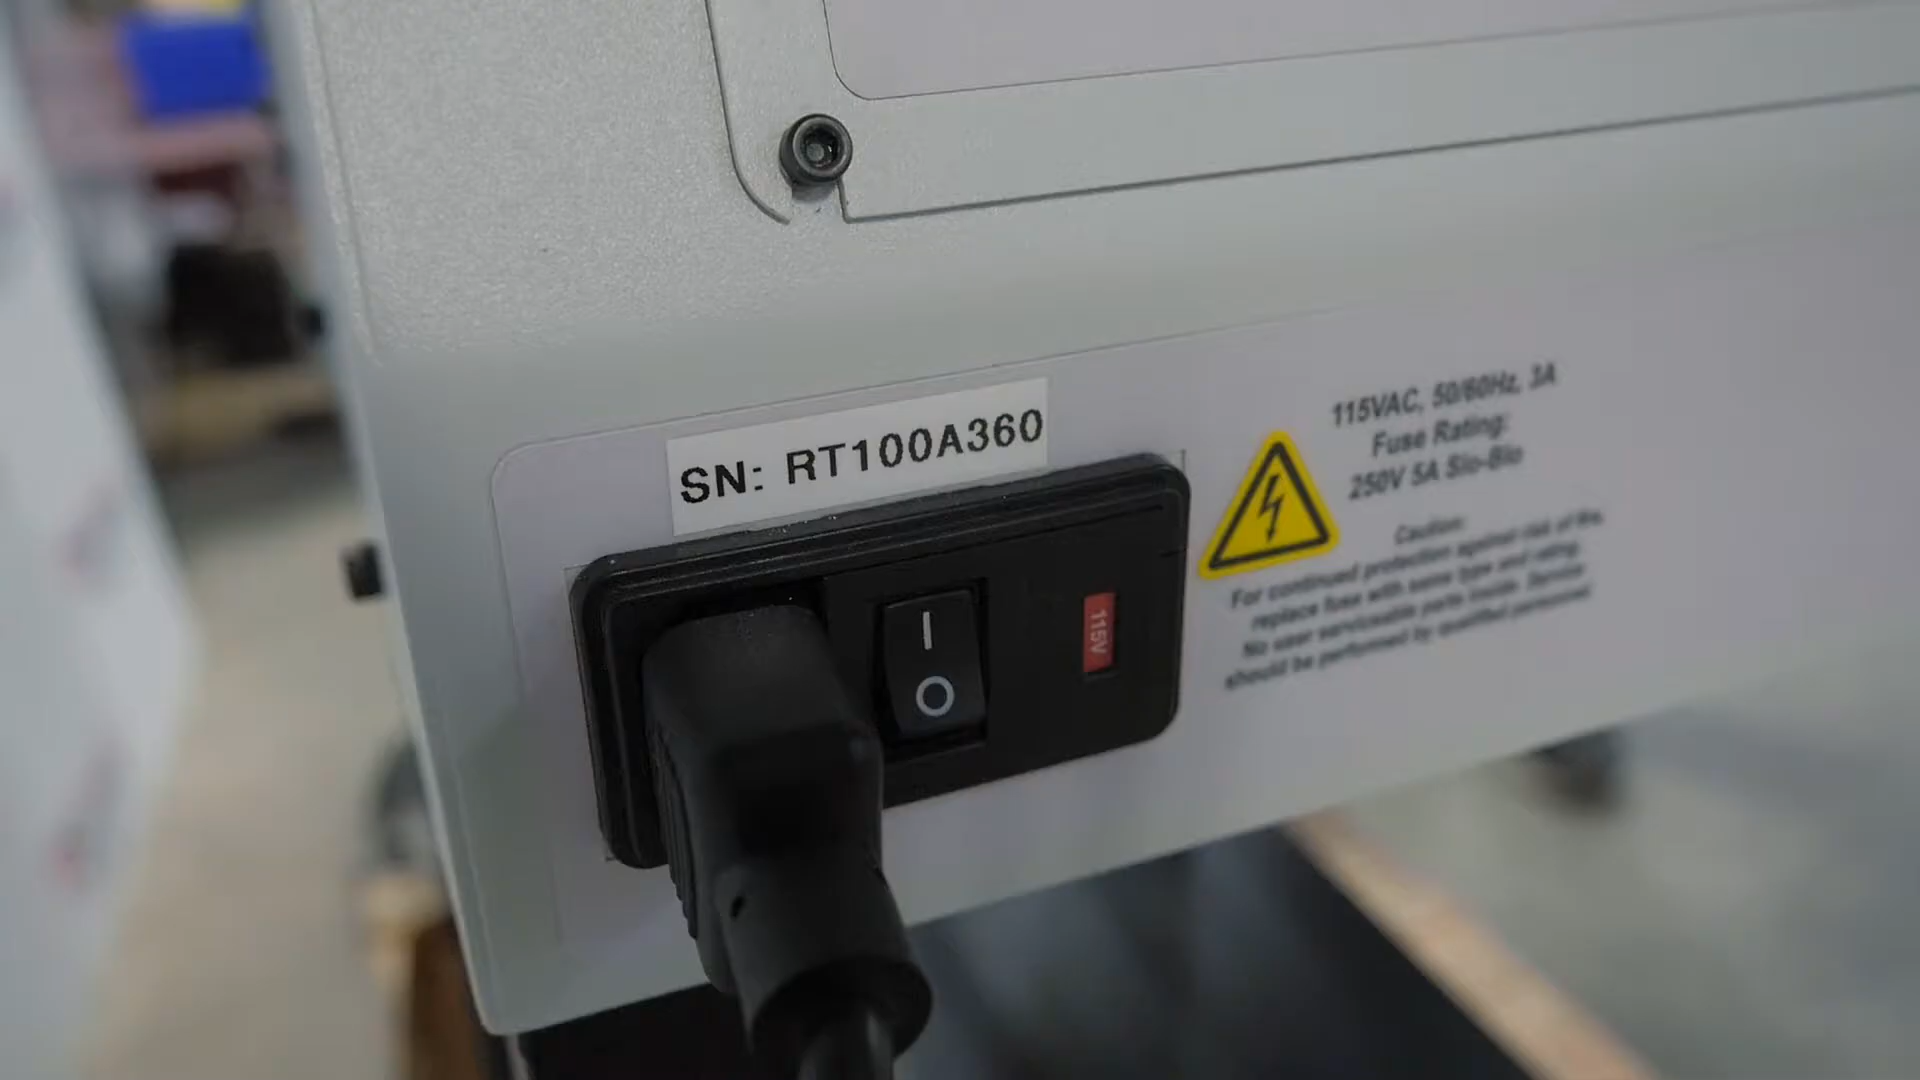 SN: RT100A360
115VAC, 50/60Hz, 3A
Fuse Rating:
250V 5A Slo-Blo
Caution:
For continued protection against risk of fire
replace fuse with same type and rating.
No user serviceable parts inside. Service
should be performed by qualified personnel.
I
O
115V